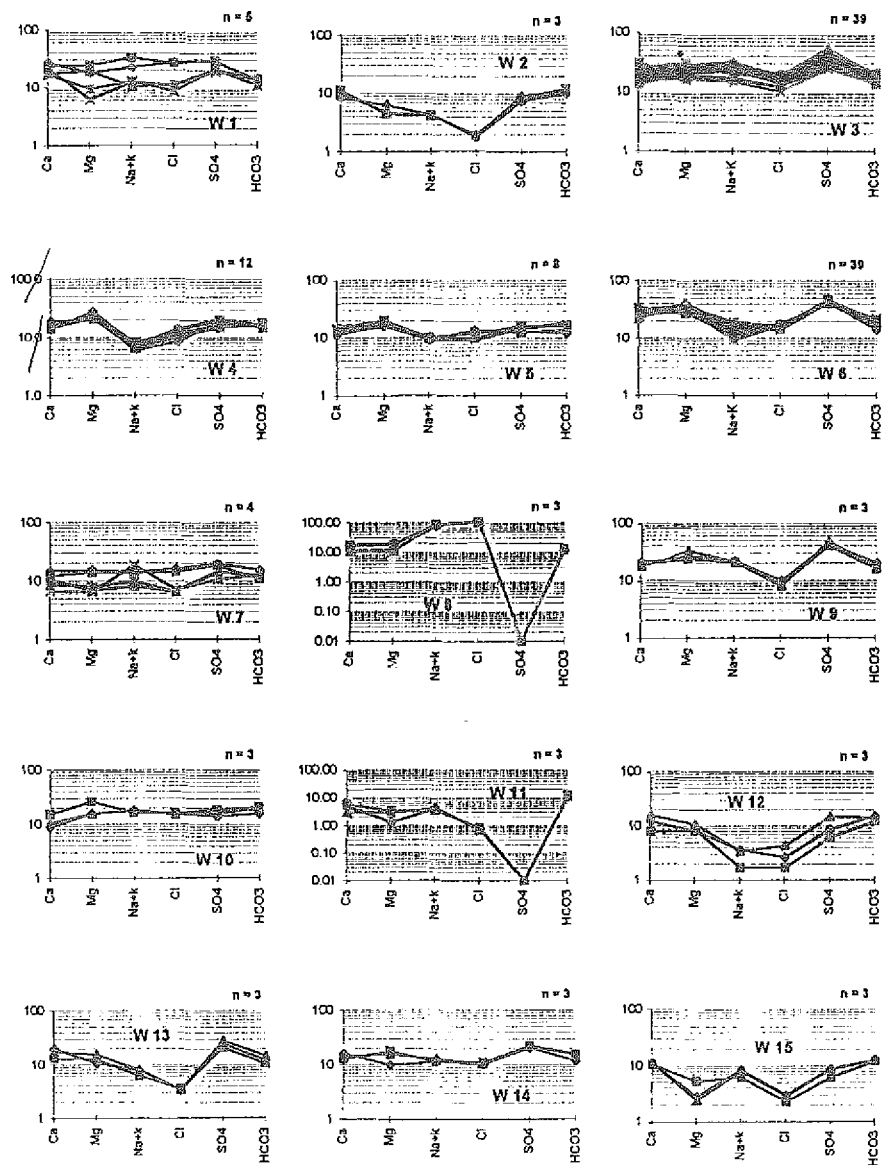 n = 5
100
10
1
W 1
Ca
Mg
Na+k
Cl
SO4
HCO3
n = 3
100
10
1
W 2
Ca
Mg
Na+k
Cl
SO4
HCO3
n = 39
100
10
1
W 3
Ca
Mg
Na+k
Cl
SO4
HCO3
n = 12
100.0
10.0
1.0
W 4
Ca
Mg
Na+k
Cl
SO4
HCO3
n = 8
100
10
1
W 5
Ca
Mg
Na+k
Cl
SO4
HCO3
n = 39
100
10
1
W 6
Ca
Mg
Na+k
Cl
SO4
HCO3
n = 4
100
10
1
W 7
Ca
Mg
Na+k
Cl
SO4
HCO3
n = 3
100.00
10.00
1.00
0.10
0.01
W 8
Ca
Mg
Na+k
Cl
SO4
HCO3
n = 3
100
10
1
W 9
Ca
Mg
Na+k
Cl
SO4
HCO3
n = 3
100
10
1
W 10
Ca
Mg
Na+k
Cl
SO4
HCO3
n = 3
100.00
10.00
1.00
0.10
0.01
W 11
Ca
Mg
Na+k
Cl
SO4
HCO3
n = 3
100
10
1
W 12
Ca
Mg
Na+k
Cl
SO4
HCO3
n = 3
100
10
1
W 13
Ca
Mg
Na+k
Cl
SO4
HCO3
n = 3
100
10
1
W 14
Ca
Mg
Na+k
Cl
SO4
HCO3
n = 3
100
10
1
W 15
Ca
Mg
Na+k
Cl
SO4
HCO3